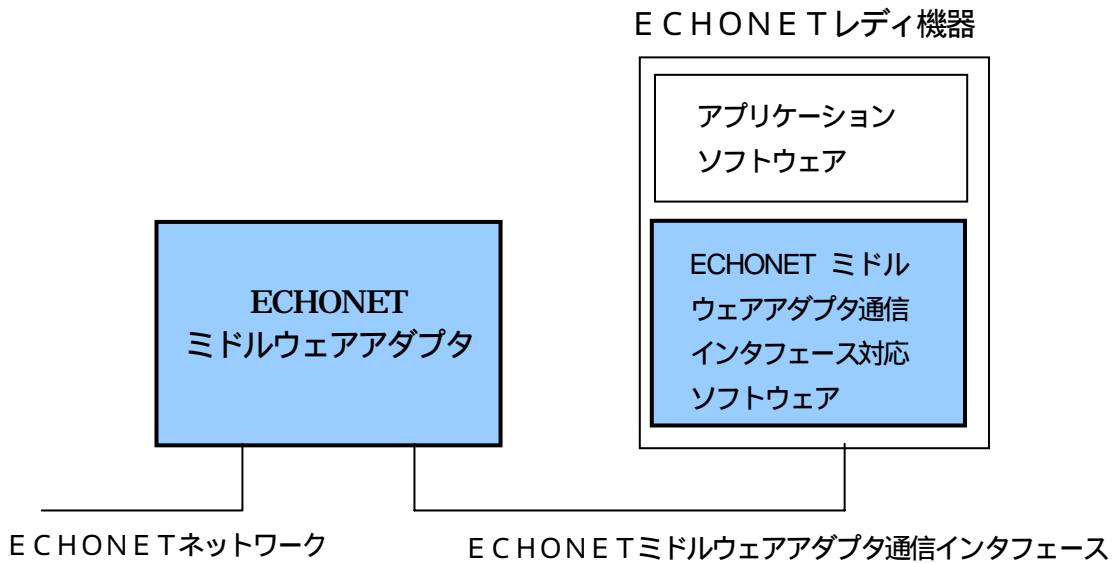 ＥＣＨＯＮＥＴレディ機器
アプリケーション
ソフトウェア
ECHONET
ミドルウェアアダプタ
ECHONET ミドル
ウェアアダプタ通信
インタフェース対応
ソフトウェア
ＥＣＨＯＮＥＴネットワーク
ＥＣＨＯＮＥＴミドルウェアアダプタ通信インタフェース